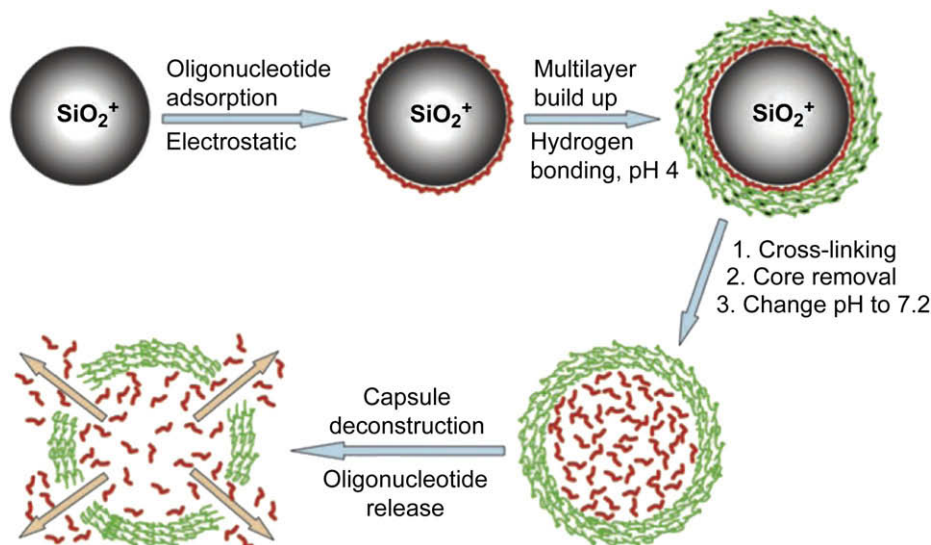 SiO2+
Oligonucleotide
adsorption
Electrostatic
SiO2+
Multilayer
build up
Hydrogen
bonding, pH 4
SiO2+
1. Cross-linking
2. Core removal
3. Change pH to 7.2
Capsule
deconstruction
Oligonucleotide
release